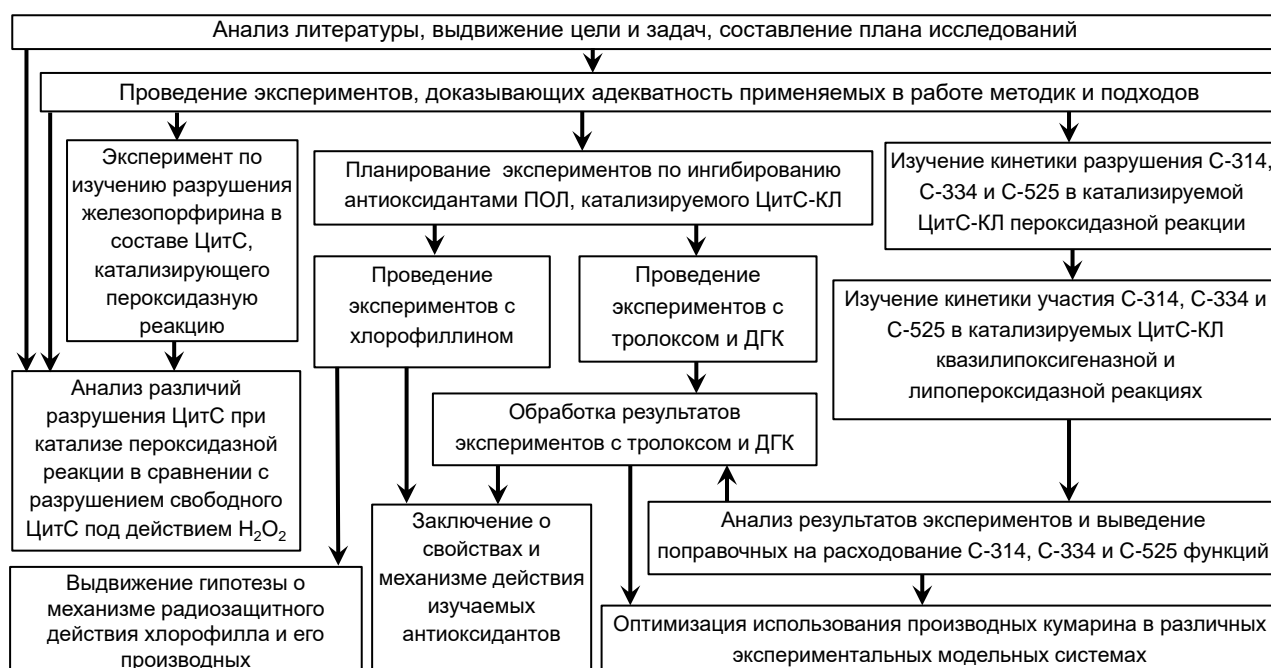 Анализ литературы, выдвижение цели и задач, составление плана исследований
Проведение экспериментов, доказывающих адекватность применяемых в работе методик и подходов
Эксперимент по
изучению разрушения
железопорфирина в
составе ЦитС,
катализирующего
пероксидазную
реакцию
Планирование экспериментов по ингибированию
антиоксидантами ПОЛ, катализируемого ЦитС-КЛ
Изучение кинетики разрушения С-314,
С-334 и С-525 в катализируемой
ЦитС-КЛ пероксидазной реакции
Проведение
экспериментов с
хлорофиллином
Проведение
экспериментов с
тролоксом и ДГК
Изучение кинетики участия С-314, С-334 и
С-525 в катализируемых ЦитС-КЛ
квазилипоксигеназной и
липопероксидазной реакциях
Анализ различий
разрушения ЦитС при
катализе пероксидазной
реакции в сравнении с
разрушением свободного
ЦитС под действием H₂O₂
Обработка результатов
экспериментов с тролоксом и ДГК
Заключение о
свойствах и
механизме действия
изучаемых
антиоксидантов
Анализ результатов экспериментов и выведение
поправочных на расходование С-314, С-334 и С-525 функций
Выдвижение гипотезы о
механизме радиозащитного
действия хлорофилла и его
производных
Оптимизация использования производных кумарина в различных
экспериментальных модельных системах